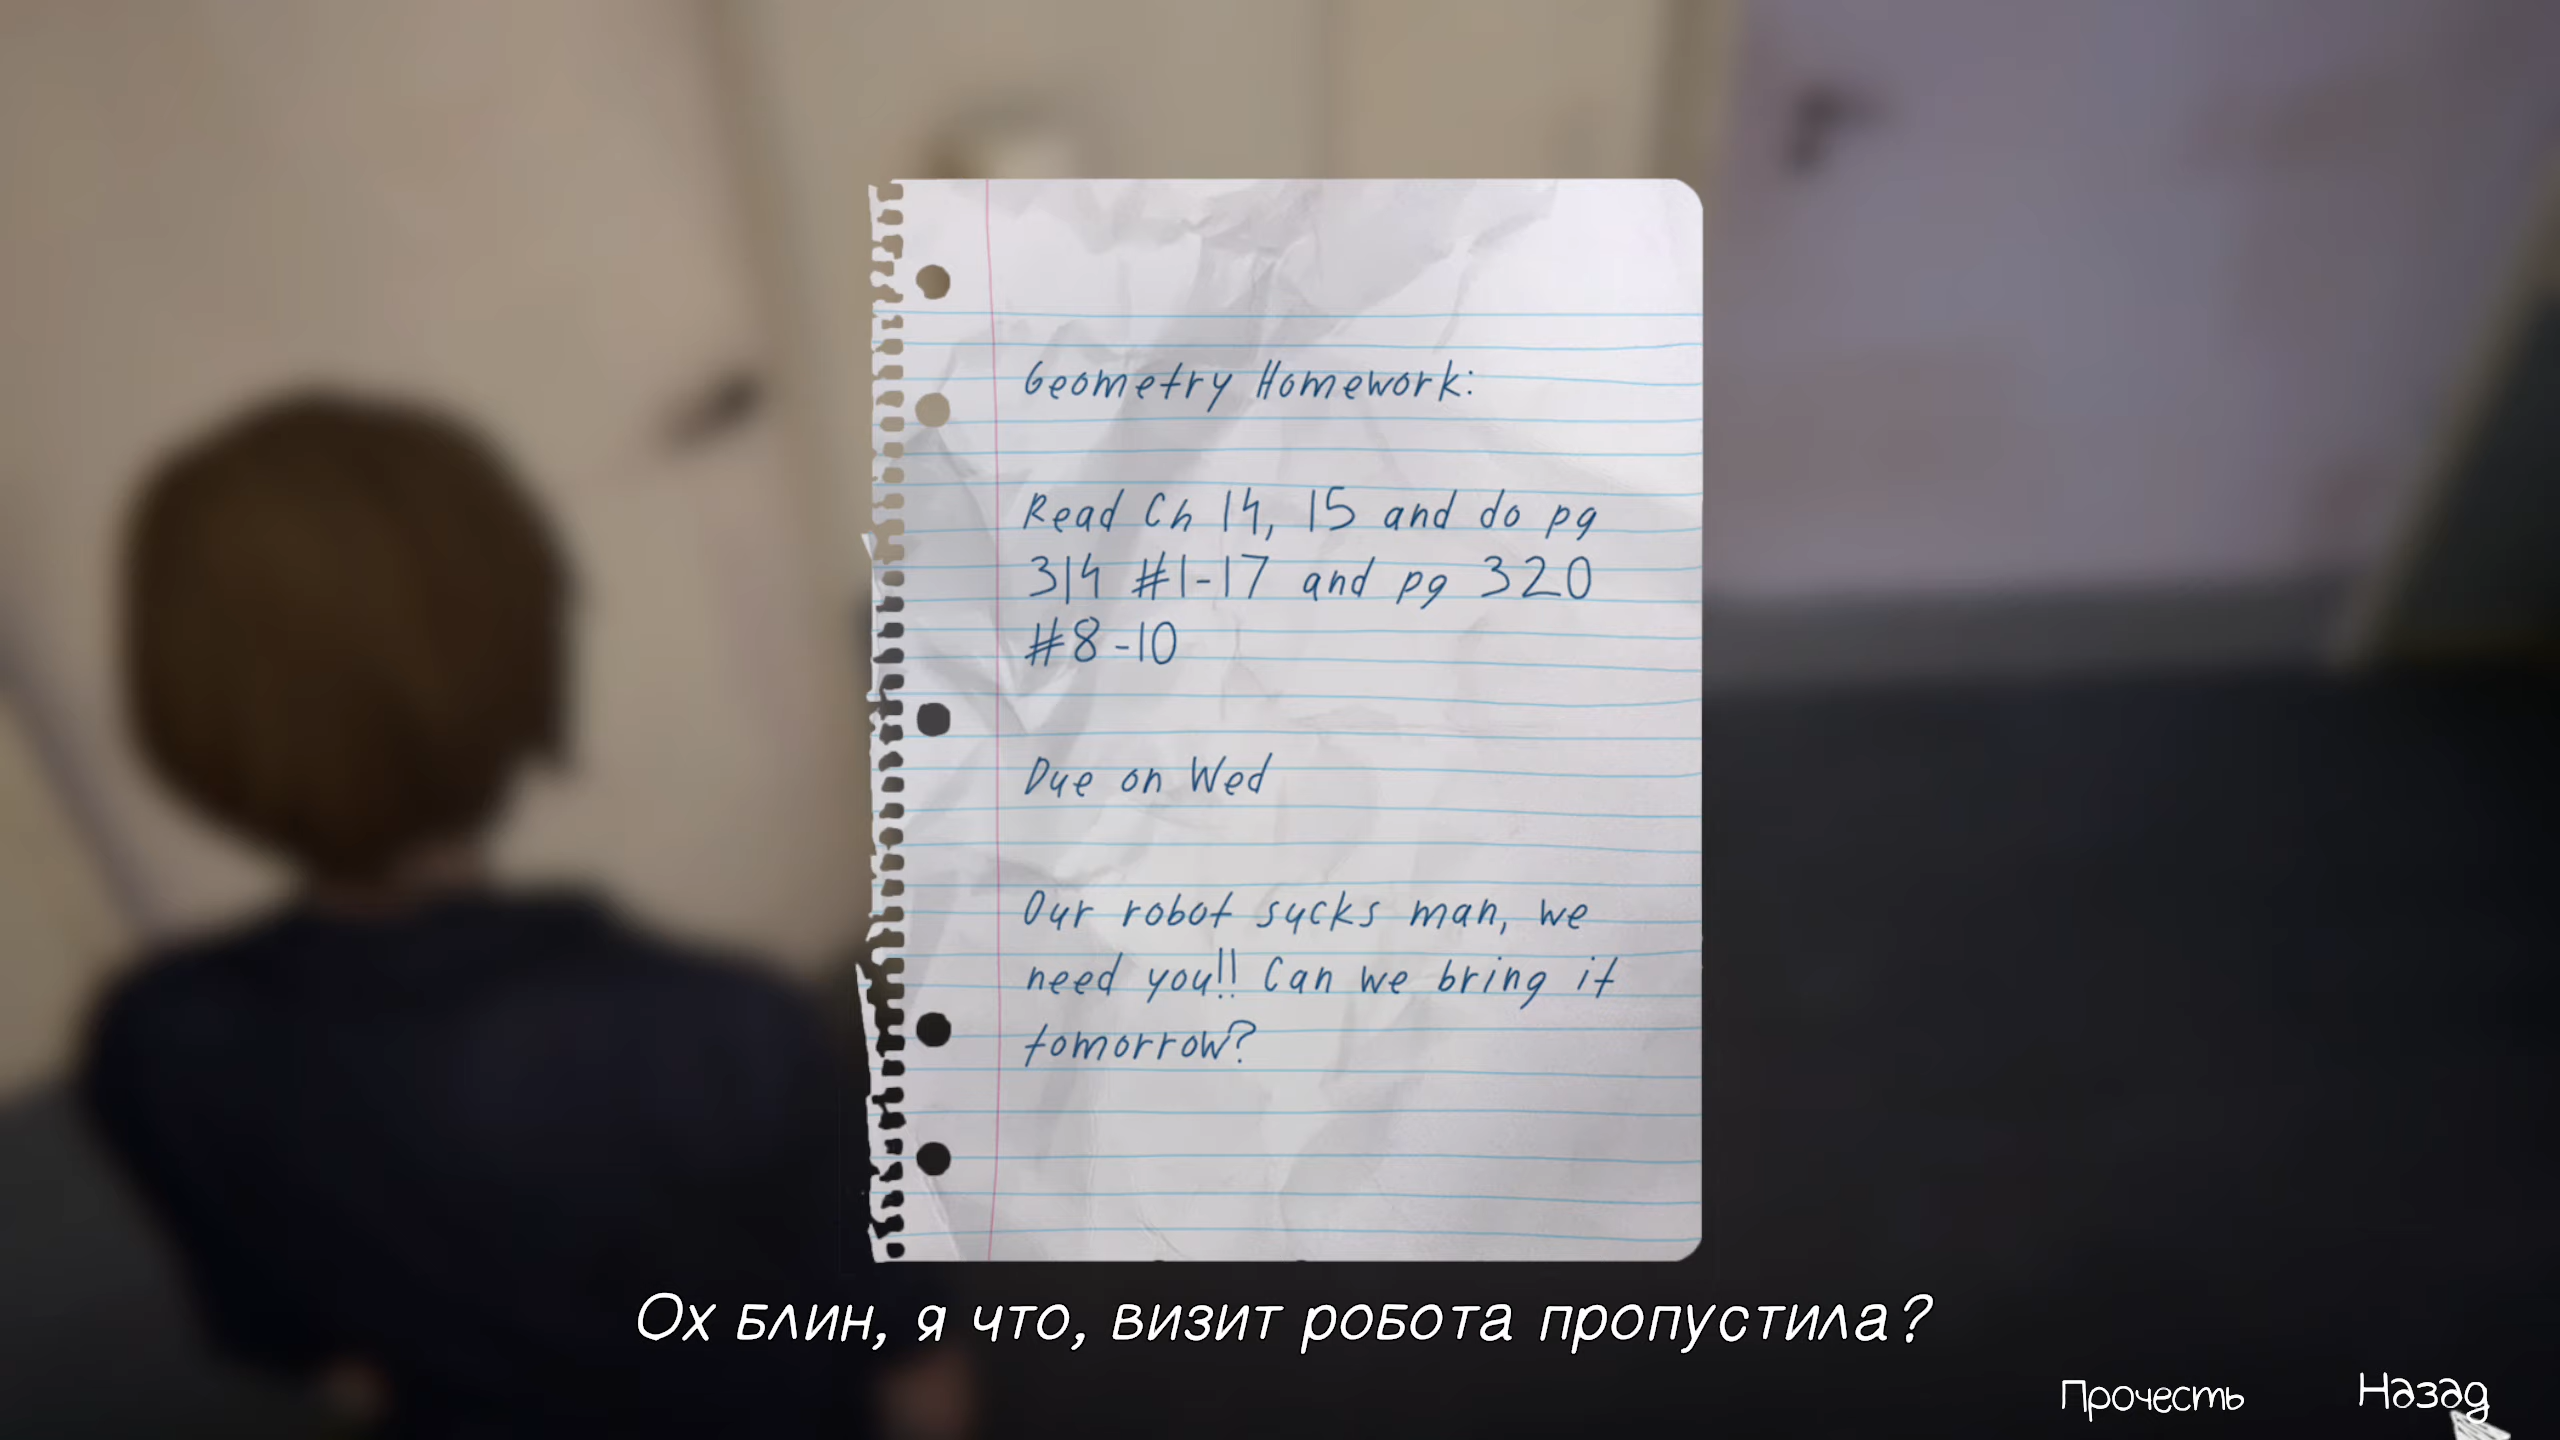 Geometry Homework:
Read Ch 14, 15 and do pg
314 #1-17 and pg 320
#8-10
Due on Wed
Our robot sucks man, we
need you!! Can we bring it
tomorrow?
Ох блин, я что, визит робота пропустила?
Прочесть
Назад